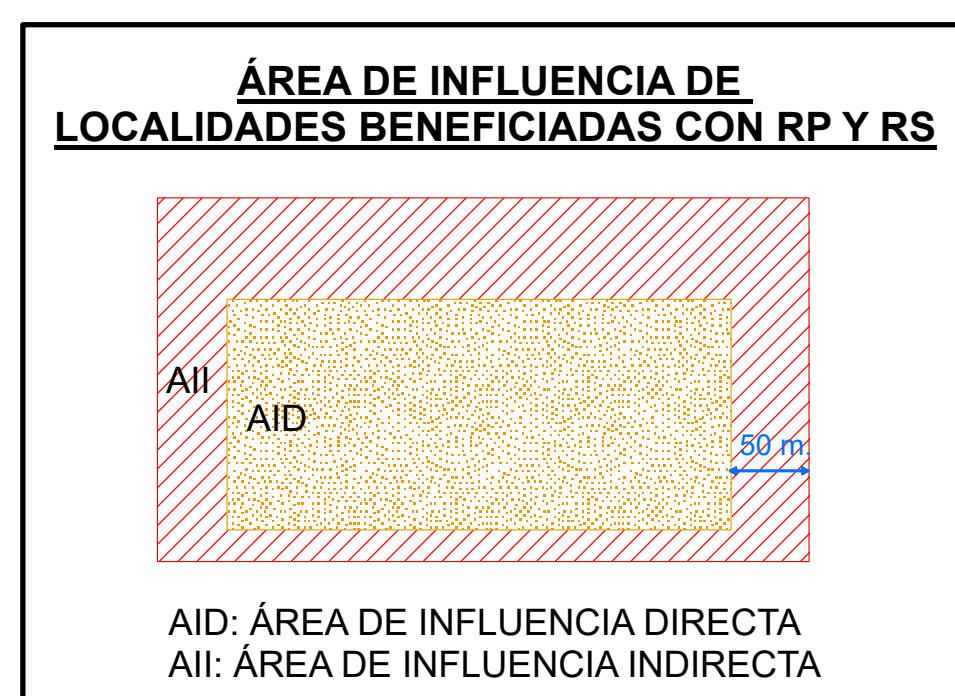 ÁREA DE INFLUENCIA DE
LOCALIDADES BENEFICIADAS CON RP Y RS
AII
AID
50 m.
AID: ÁREA DE INFLUENCIA DIRECTA
AII: ÁREA DE INFLUENCIA INDIRECTA